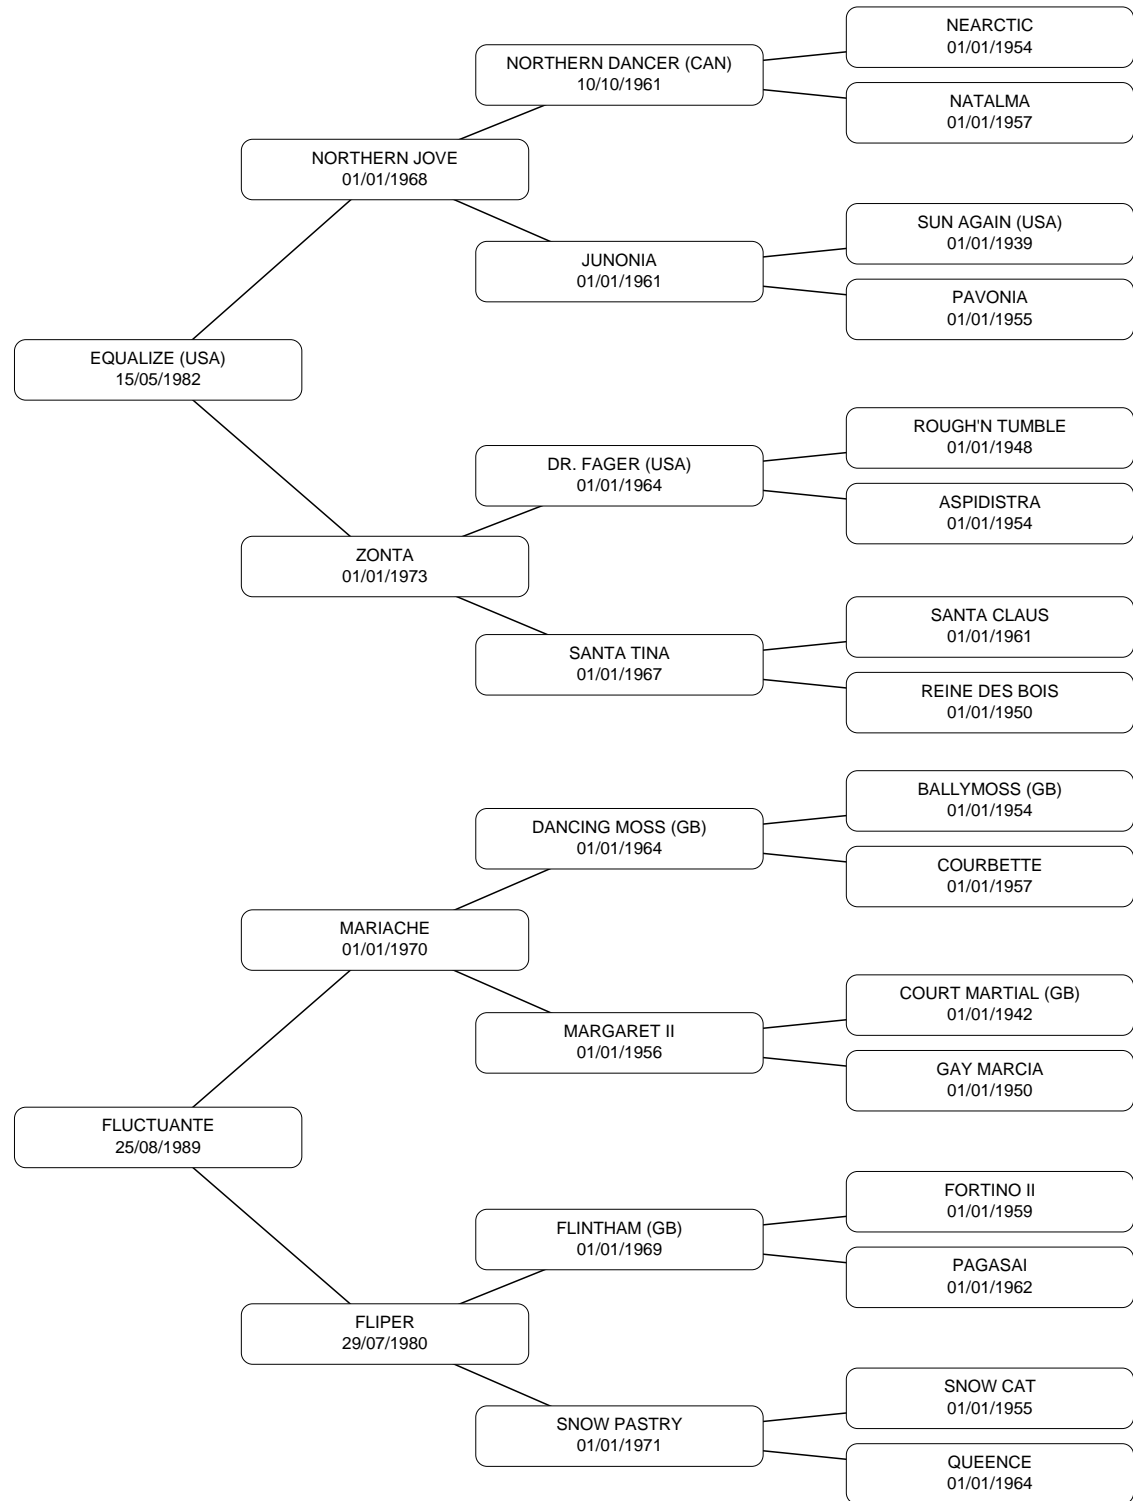 NEARCTIC
01/01/1954
NORTHERN DANCER (CAN)
10/10/1961
NATALMA
01/01/1957
NORTHERN JOVE
01/01/1968
SUN AGAIN (USA)
01/01/1939
JUNONIA
01/01/1961
PAVONIA
01/01/1955
EQUALIZE (USA)
15/05/1982
ROUGH'N TUMBLE
01/01/1948
DR. FAGER (USA)
01/01/1964
ASPIDISTRA
01/01/1954
ZONTA
01/01/1973
SANTA CLAUS
01/01/1961
SANTA TINA
01/01/1967
REINE DES BOIS
01/01/1950
BALLYMOSS (GB)
01/01/1954
DANCING MOSS (GB)
01/01/1964
COURBETTE
01/01/1957
MARIACHE
01/01/1970
COURT MARTIAL (GB)
01/01/1942
MARGARET II
01/01/1956
GAY MARCIA
01/01/1950
FLUCTUANTE
25/08/1989
FORTINO II
01/01/1959
FLINTHAM (GB)
01/01/1969
PAGASAI
01/01/1962
FLIPER
29/07/1980
SNOW CAT
01/01/1955
SNOW PASTRY
01/01/1971
QUEENCE
01/01/1964